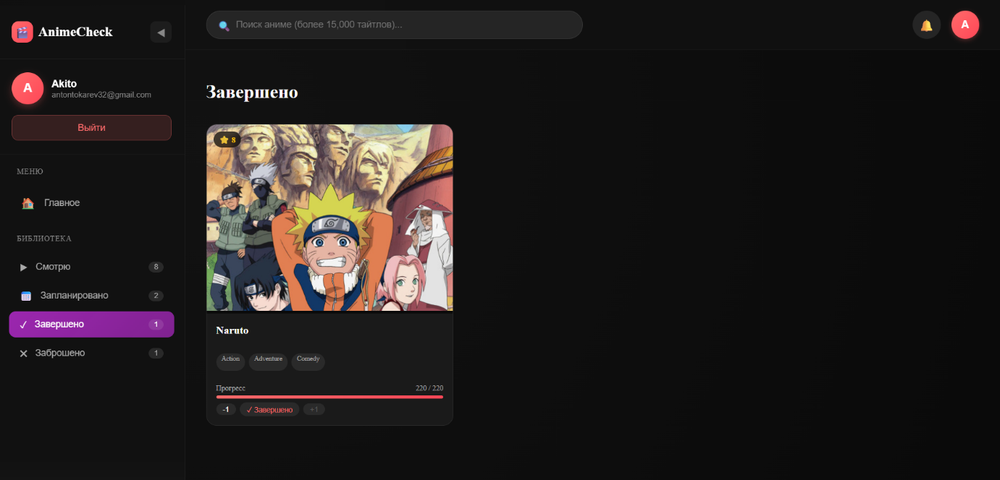 AnimeCheck
Поиск аниме (более 15,000 тайтлов)...
A
A
Akito
antontokarev32@gmail.com
Выйти
МЕНЮ
Главное
БИБЛИОТЕКА
Смотрю 8
Запланировано 2
✓ Завершено 1
✕ Заброшено 1
Завершено
8
Naruto
Action Adventure Comedy
Прогресс 220 / 220
-1 ✓ Завершено +1